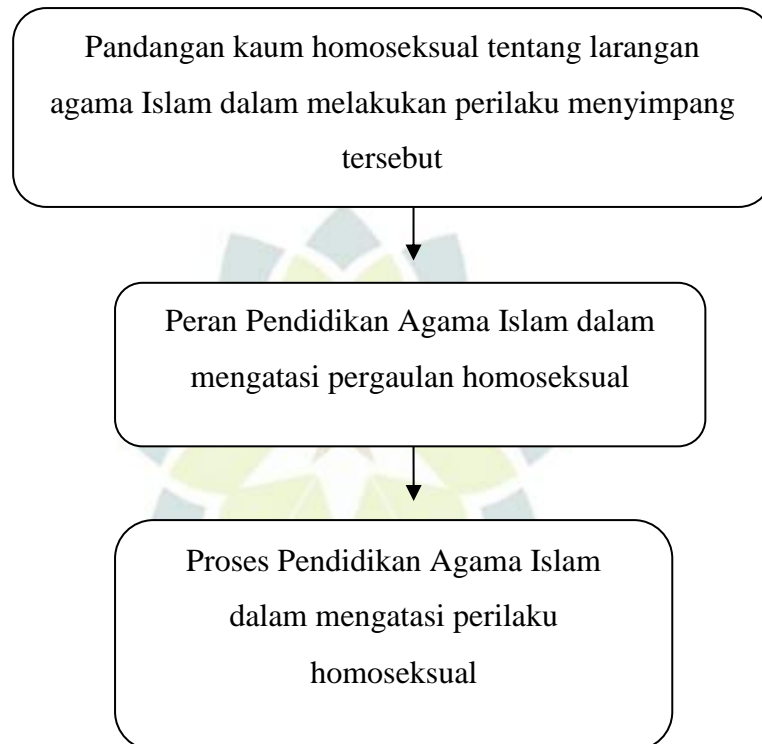 Pandangan kaum homoseksual tentang larangan
agama Islam dalam melakukan perilaku menyimpang
tersebut
Peran Pendidikan Agama Islam dalam
mengatasi pergaulan homoseksual
Proses Pendidikan Agama Islam
dalam mengatasi perilaku
homoseksual